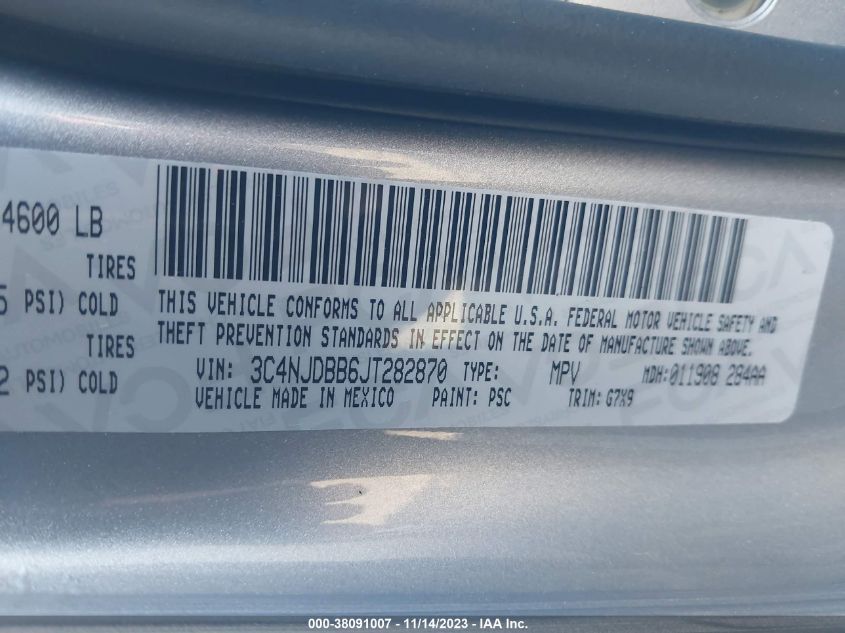 4600 LB
TIRES
5 PSI) COLD
TIRES
2 PSI) COLD
THIS VEHICLE CONFORMS TO ALL APPLICABLE U.S.A. FEDERAL MOTOR VEHICLE SAFETY AND
THEFT PREVENTION STANDARDS IN EFFECT ON THE DATE OF MANUFACTURE SHOWN ABOVE.
VIN: 3C4NJDBB6JT282870 TYPE: MPV MDH:011908 284AA
VEHICLE MADE IN MEXICO PAINT: PSC TRIM: G7X9
000-38091007 - 11/14/2023 - IAA Inc.